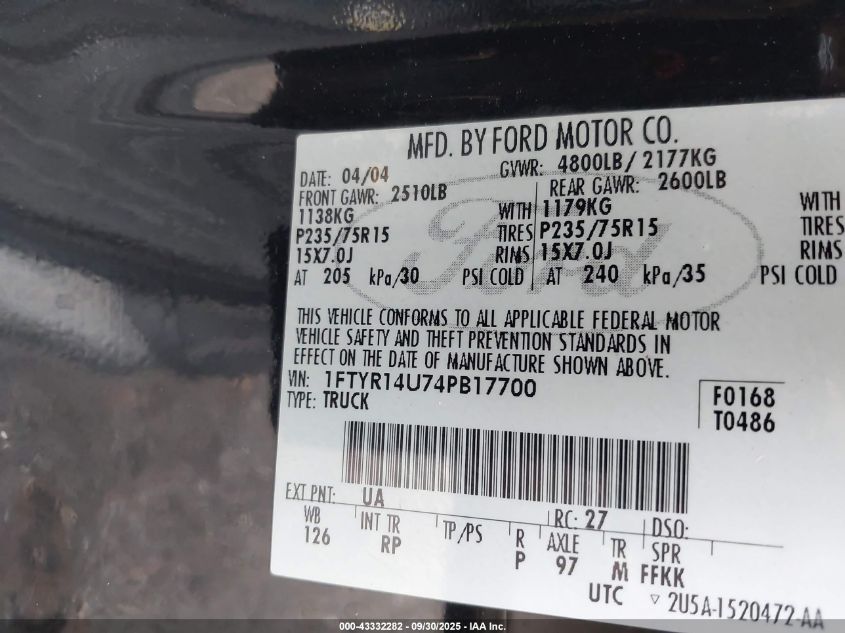 MFD. BY FORD MOTOR CO.
DATE: 04/04 GVWR: 4800LB/ 2177KG
FRONT GAWR: 2510LB REAR GAWR: 2600LB
1138KG WITH 1179KG WITH
P235/75R15 TIRES P235/75R15 TIRES
15X7.0J RIMS 15X7.0J RIMS
AT 205 kPa/30 PSI COLD AT 240 kPa/35 PSI COLD
Ford
THIS VEHICLE CONFORMS TO ALL APPLICABLE FEDERAL MOTOR
VEHICLE SAFETY AND THEFT PREVENTION STANDARDS IN
EFFECT ON THE DATE OF MANUFACTURE SHOWN ABOVE.
VIN: 1FTYR14U74PB17700
TYPE: TRUCK
F0168
T0486
EXT PNT: UA RC: 27 DSO:
WB INT TR TP/PS R AXLE TR SPR
126 RP P 97 M FFKK
UTC ▽ 2U5A-1520472-AA
000-43332282 - 09/30/2025 - IAA Inc.